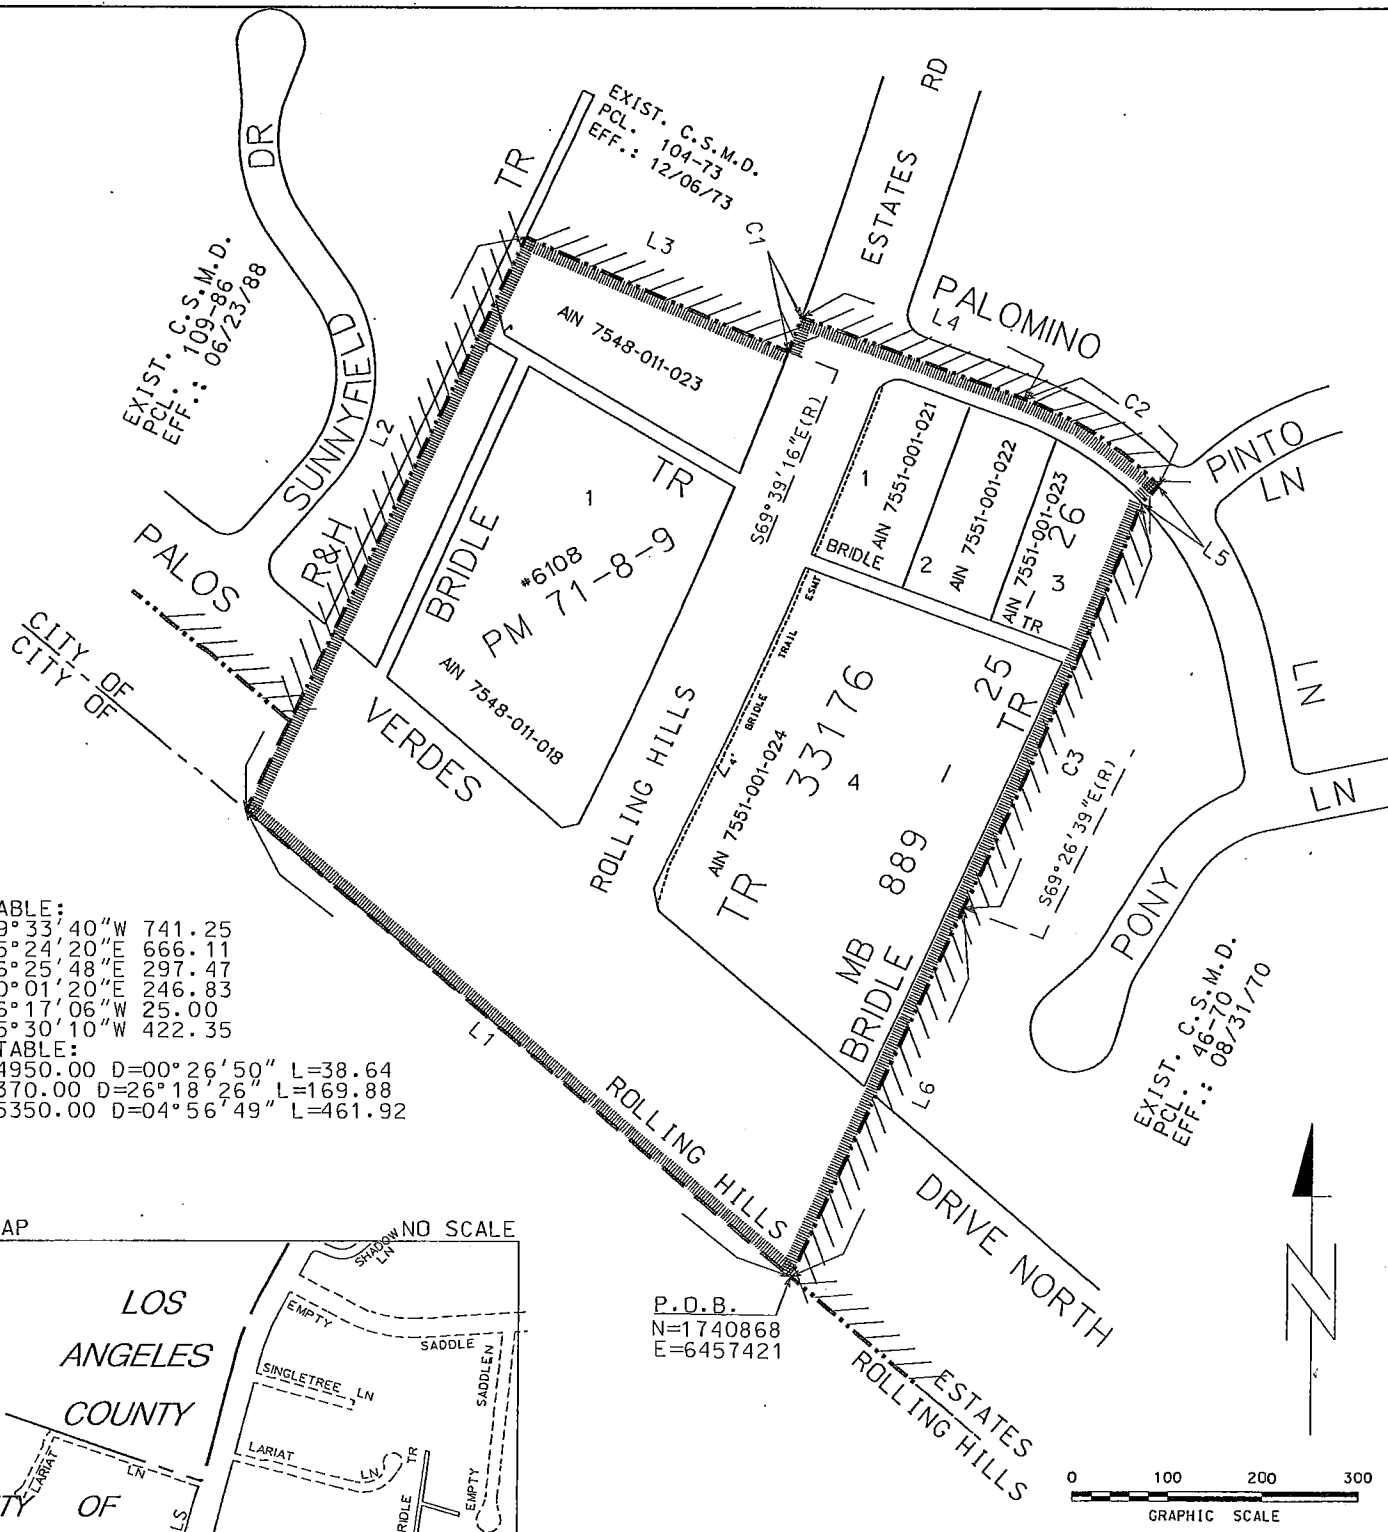 RD
ESTATES
EXIST. C.S.M.D.
PCL. 104-73
EFF.: 12/06/73
TR
DR
C1
L3
PALOMINO
L4
C2
EXIST. C.S.M.D.
PCL.: 109-86
EFF.: 06/23/88
SUNNYFIELD
L2
AIN 7548-011-023
S69°39'16"E(R)
PINTO
LN
L5
1
AIN 7551-001-021
2
AIN 7551-001-022
AIN 7551-001-023
26
3
TR
BRIDLE
TR
1
BRIDLE
#6108
PM 71-8-9
AIN 7548-011-018
R&H
PALOS
VERDES
CITY OF
CITY OF
ROLLING HILLS
BRIDLE TRAIL ESMT
4'
AIN 7551-001-024
33176
4
25
TR
889
TR
MB
BRIDLE
C3
S69°26'39"E(R)
LN
LN
PONY
EXIST. C.S.M.D.
PCL. 46-70
EFF.: 08/31/70
ABLE:
9°33'40"W 741.25
5°24'20"E 666.11
6°25'48"E 297.47
0°01'20"E 246.83
6°17'06"W 25.00
5°30'10"W 422.35
TABLE:
4950.00 D=00°26'50" L=38.64
370.00 D=26°18'26" L=169.88
5350.00 D=04°56'49" L=461.92
L1
L6
ROLLING HILLS
DRIVE NORTH
P.O.B.
N=1740868
E=6457421
ESTATES
ROLLING HILLS
N
0 100 200 300
GRAPHIC SCALE
AP NO SCALE
SHADOW
LN
LOS
ANGELES
COUNTY
EMPTY
SADDLE
SADDLEN
SINGLETREE LN
LARIAT
LN
LARIAT
LN
TR
RIDLE
EMPTY
TY OF
LS